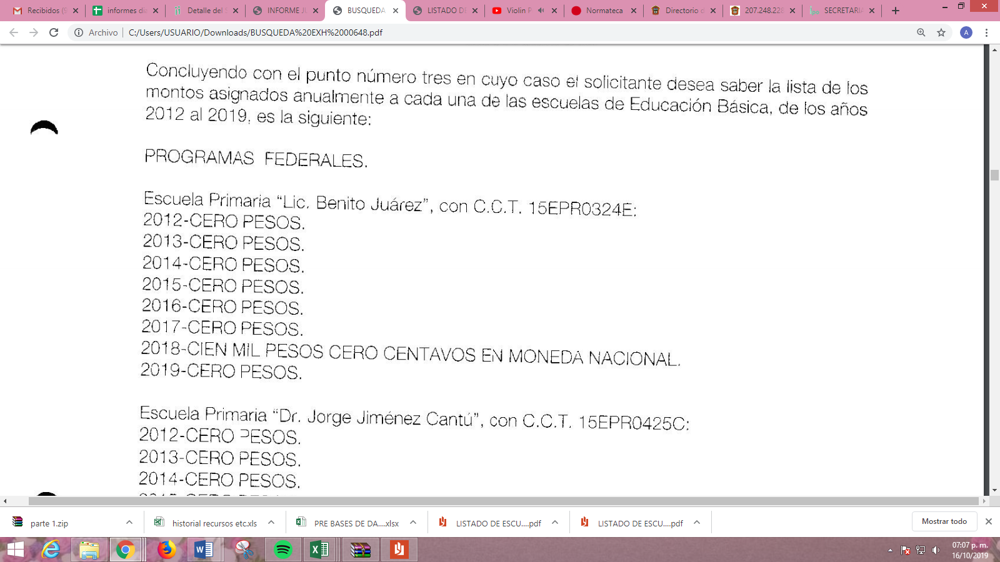 Recibidos (9
informes di
Detalle del S
INFORME JU
BUSQUEDA
LISTADO DE
Violin P
Normateca
Directorio d
207.248.228
SECRETARIA
Archivo
C:/Users/USUARIO/Downloads/BUSQUEDA%20EXH%2000648.pdf
A
Concluyendo con el punto número tres en cuyo caso el solicitante desea saber la lista de los
montos asignados anualmente a cada una de las escuelas de Educación Básica, de los años
2012 al 2019, es la siguiente:
PROGRAMAS FEDERALES.
Escuela Primaria “Lic. Benito Juárez”, con C.C.T. 15EPR0324E:
2012-CERO PESOS.
2013-CERO PESOS.
2014-CERO PESOS.
2015-CERO PESOS.
2016-CERO PESOS.
2017-CERO PESOS.
2018-CIEN MIL PESOS CERO CENTAVOS EN MONEDA NACIONAL.
2019-CERO PESOS.
Escuela Primaria “Dr. Jorge Jiménez Cantú”, con C.C.T. 15EPR0425C:
2012-CERO PESOS.
2013-CERO PESOS.
2014-CERO PESOS.
parte 1.zip
historial recursos etc.xls
PRE BASES DE DA....xlsx
LISTADO DE ESCU....pdf
LISTADO DE ESCU....pdf
Mostrar todo
07:07 p. m.
16/10/2019